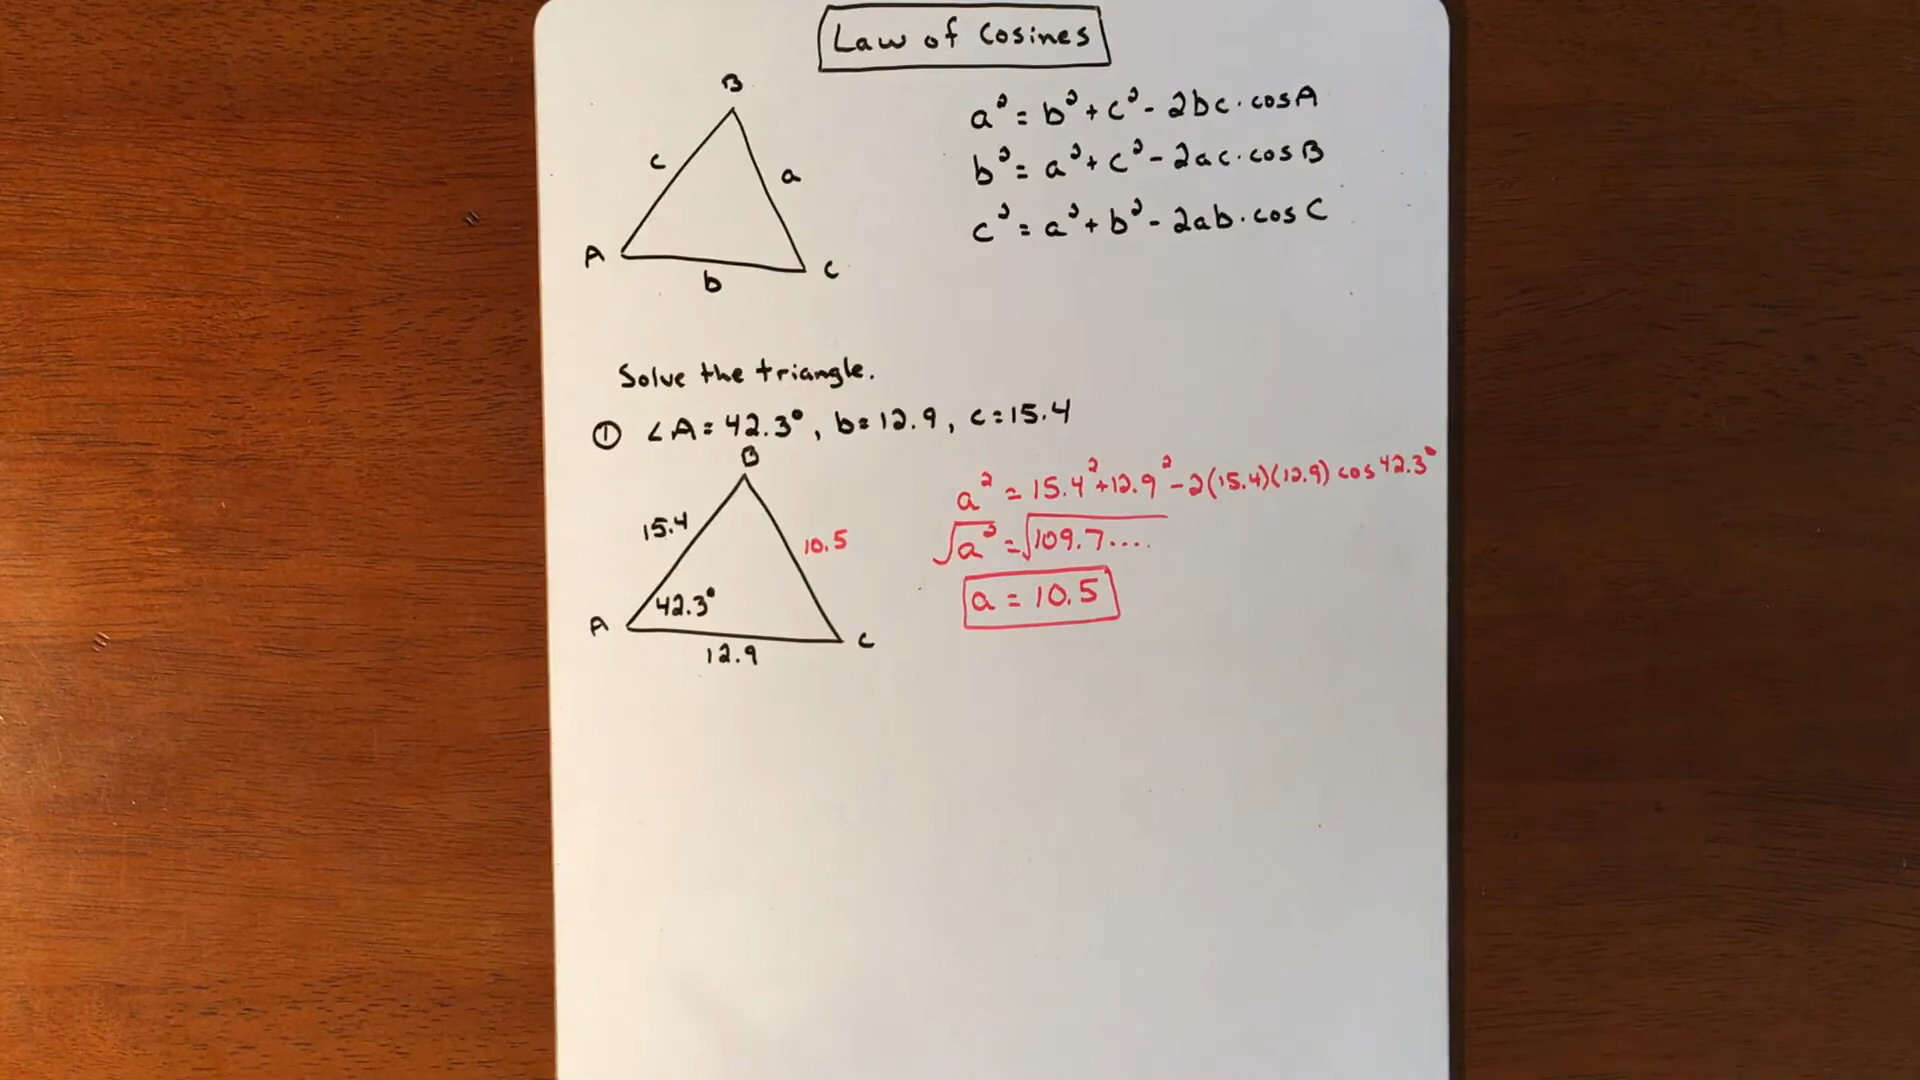 Law of Cosines
B
c
a
A
b
C
a² = b² + c² - 2bc · cos A
b² = a² + c² - 2ac · cos B
c² = a² + b² - 2ab · cos C
Solve the triangle.
① ∠A = 42.3°, b = 12.9, c = 15.4
B
15.4
10.5
42.3°
A
12.9
C
a² = 15.4² + 12.9² - 2(15.4)(12.9) cos 42.3°
√a² = √109.7....
a = 10.5